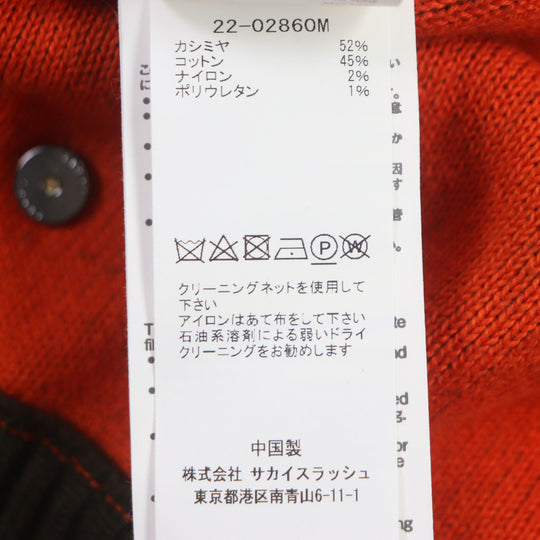 22-02860M
カシミヤ 52%
コットン 45%
ナイロン 2%
ポリウレタン 1%
クリーニングネットを使用して
下さい
アイロンはあて布をして下さい
石油系溶剤による弱いドライ
クリーニングをお勧めします
中国製
株式会社 サカイスラッシュ
東京都港区南青山6-11-1